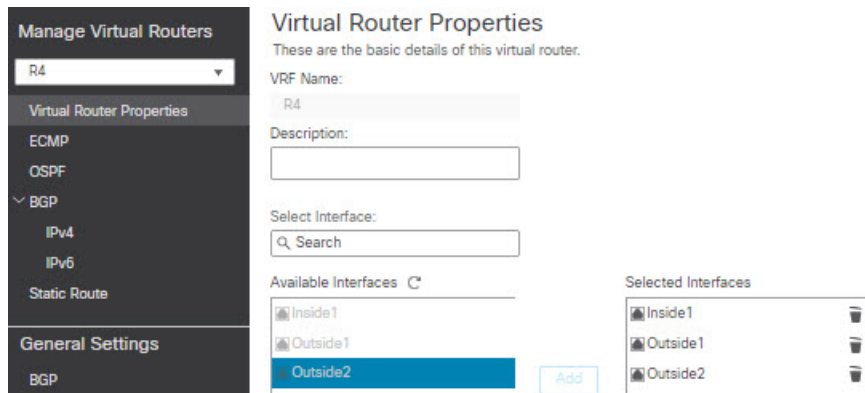 Manage Virtual Routers
R4
Virtual Router Properties
ECMP
OSPF
BGP
IPv4
IPv6
Static Route
General Settings
BGP
Virtual Router Properties
These are the basic details of this virtual router.
VRF Name:
R4
Description:
Select Interface:
Search
Available Interfaces
Inside1
Outside1
Outside2
Add
Selected Interfaces
Inside1
Outside1
Outside2